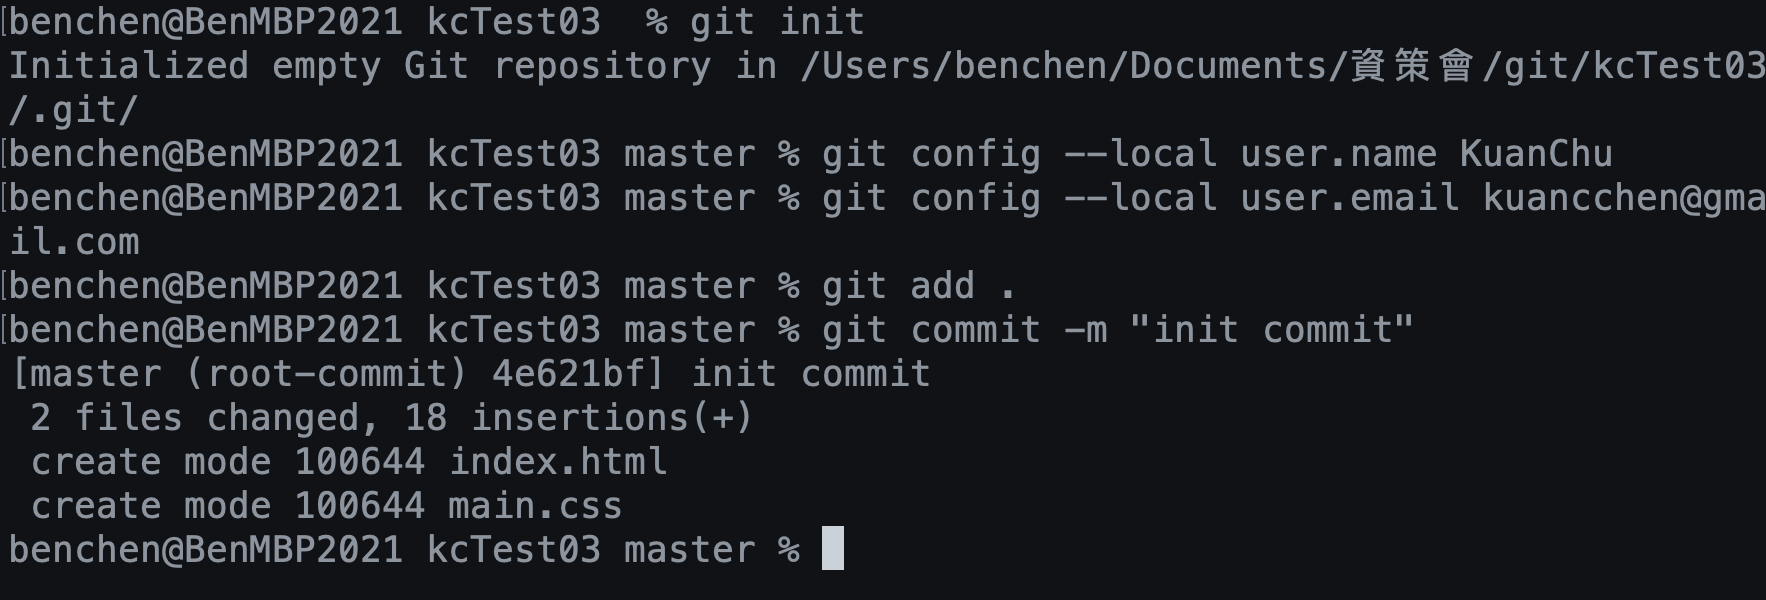 [benchen@BenMBP2021 kcTest03  % git init
Initialized empty Git repository in /Users/benchen/Documents/資策會/git/kcTest03
/.git/
[benchen@BenMBP2021 kcTest03 master % git config --local user.name KuanChu
[benchen@BenMBP2021 kcTest03 master % git config --local user.email kuancchen@gma
il.com
[benchen@BenMBP2021 kcTest03 master % git add .
[benchen@BenMBP2021 kcTest03 master % git commit -m "init commit"
[master (root-commit) 4e621bf] init commit
 2 files changed, 18 insertions(+)
 create mode 100644 index.html
 create mode 100644 main.css
benchen@BenMBP2021 kcTest03 master %